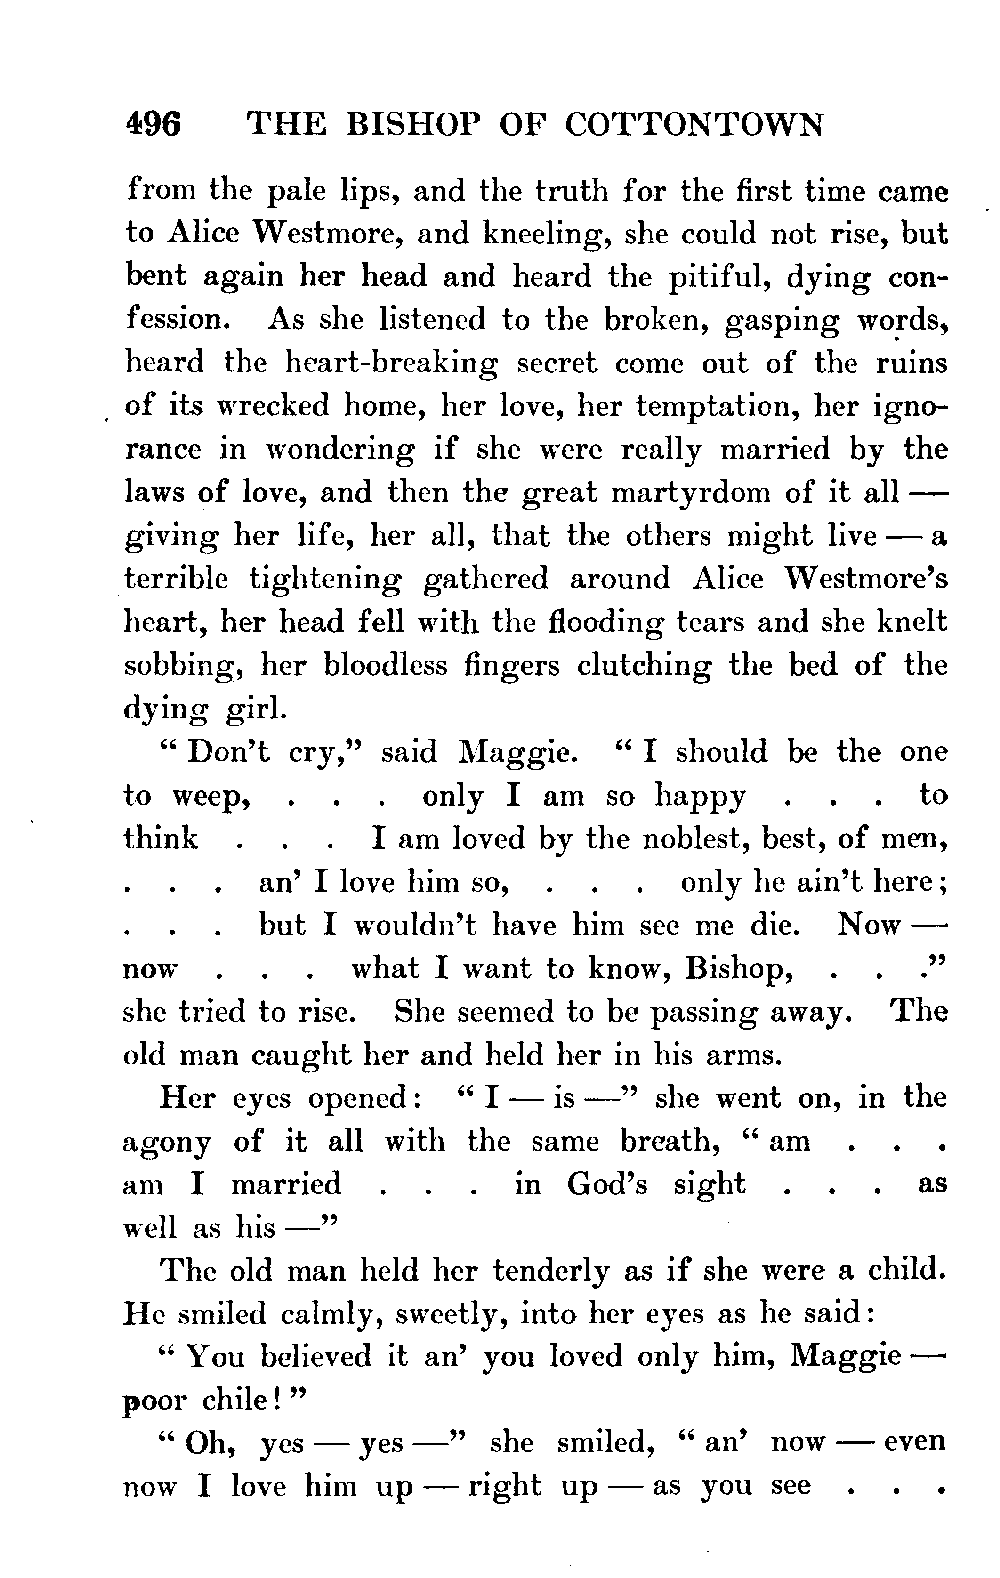 496 THE BISHOP OF COTTONTOWN
from the pale lips, and the truth for the first time came
to Alice Westmore, and kneeling, she could not rise, but
bent again her head and heard the pitiful, dying con-
fession. As she listened to the broken, gasping words,
heard the heart-breaking secret come out of the ruins
of its wrecked home, her love, her temptation, her igno-
rance in wondering if she were really married by the
laws of love, and then the great martyrdom of it all —
giving her life, her all, that the others might live — a
terrible tightening gathered around Alice Westmore's
heart, her head fell with the flooding tears and she knelt
sobbing, her bloodless fingers clutching the bed of the
dying girl.
“ Don't cry,” said Maggie. “ I should be the one
to weep, . . . only I am so happy . . . to
think . . . I am loved by the noblest, best, of men,
. . . an' I love him so, . . . only he ain't here;
. . . but I wouldn't have him see me die. Now —
now . . . what I want to know, Bishop, . . .”
she tried to rise. She seemed to be passing away. The
old man caught her and held her in his arms.
Her eyes opened: “ I — is —” she went on, in the
agony of it all with the same breath, “ am . . .
am I married . . . in God's sight . . . as
well as his —”
The old man held her tenderly as if she were a child.
He smiled calmly, sweetly, into her eyes as he said:
“ You believed it an' you loved only him, Maggie —
poor chile! ”
“ Oh, yes — yes —” she smiled, “ an' now — even
now I love him up — right up — as you see . . .